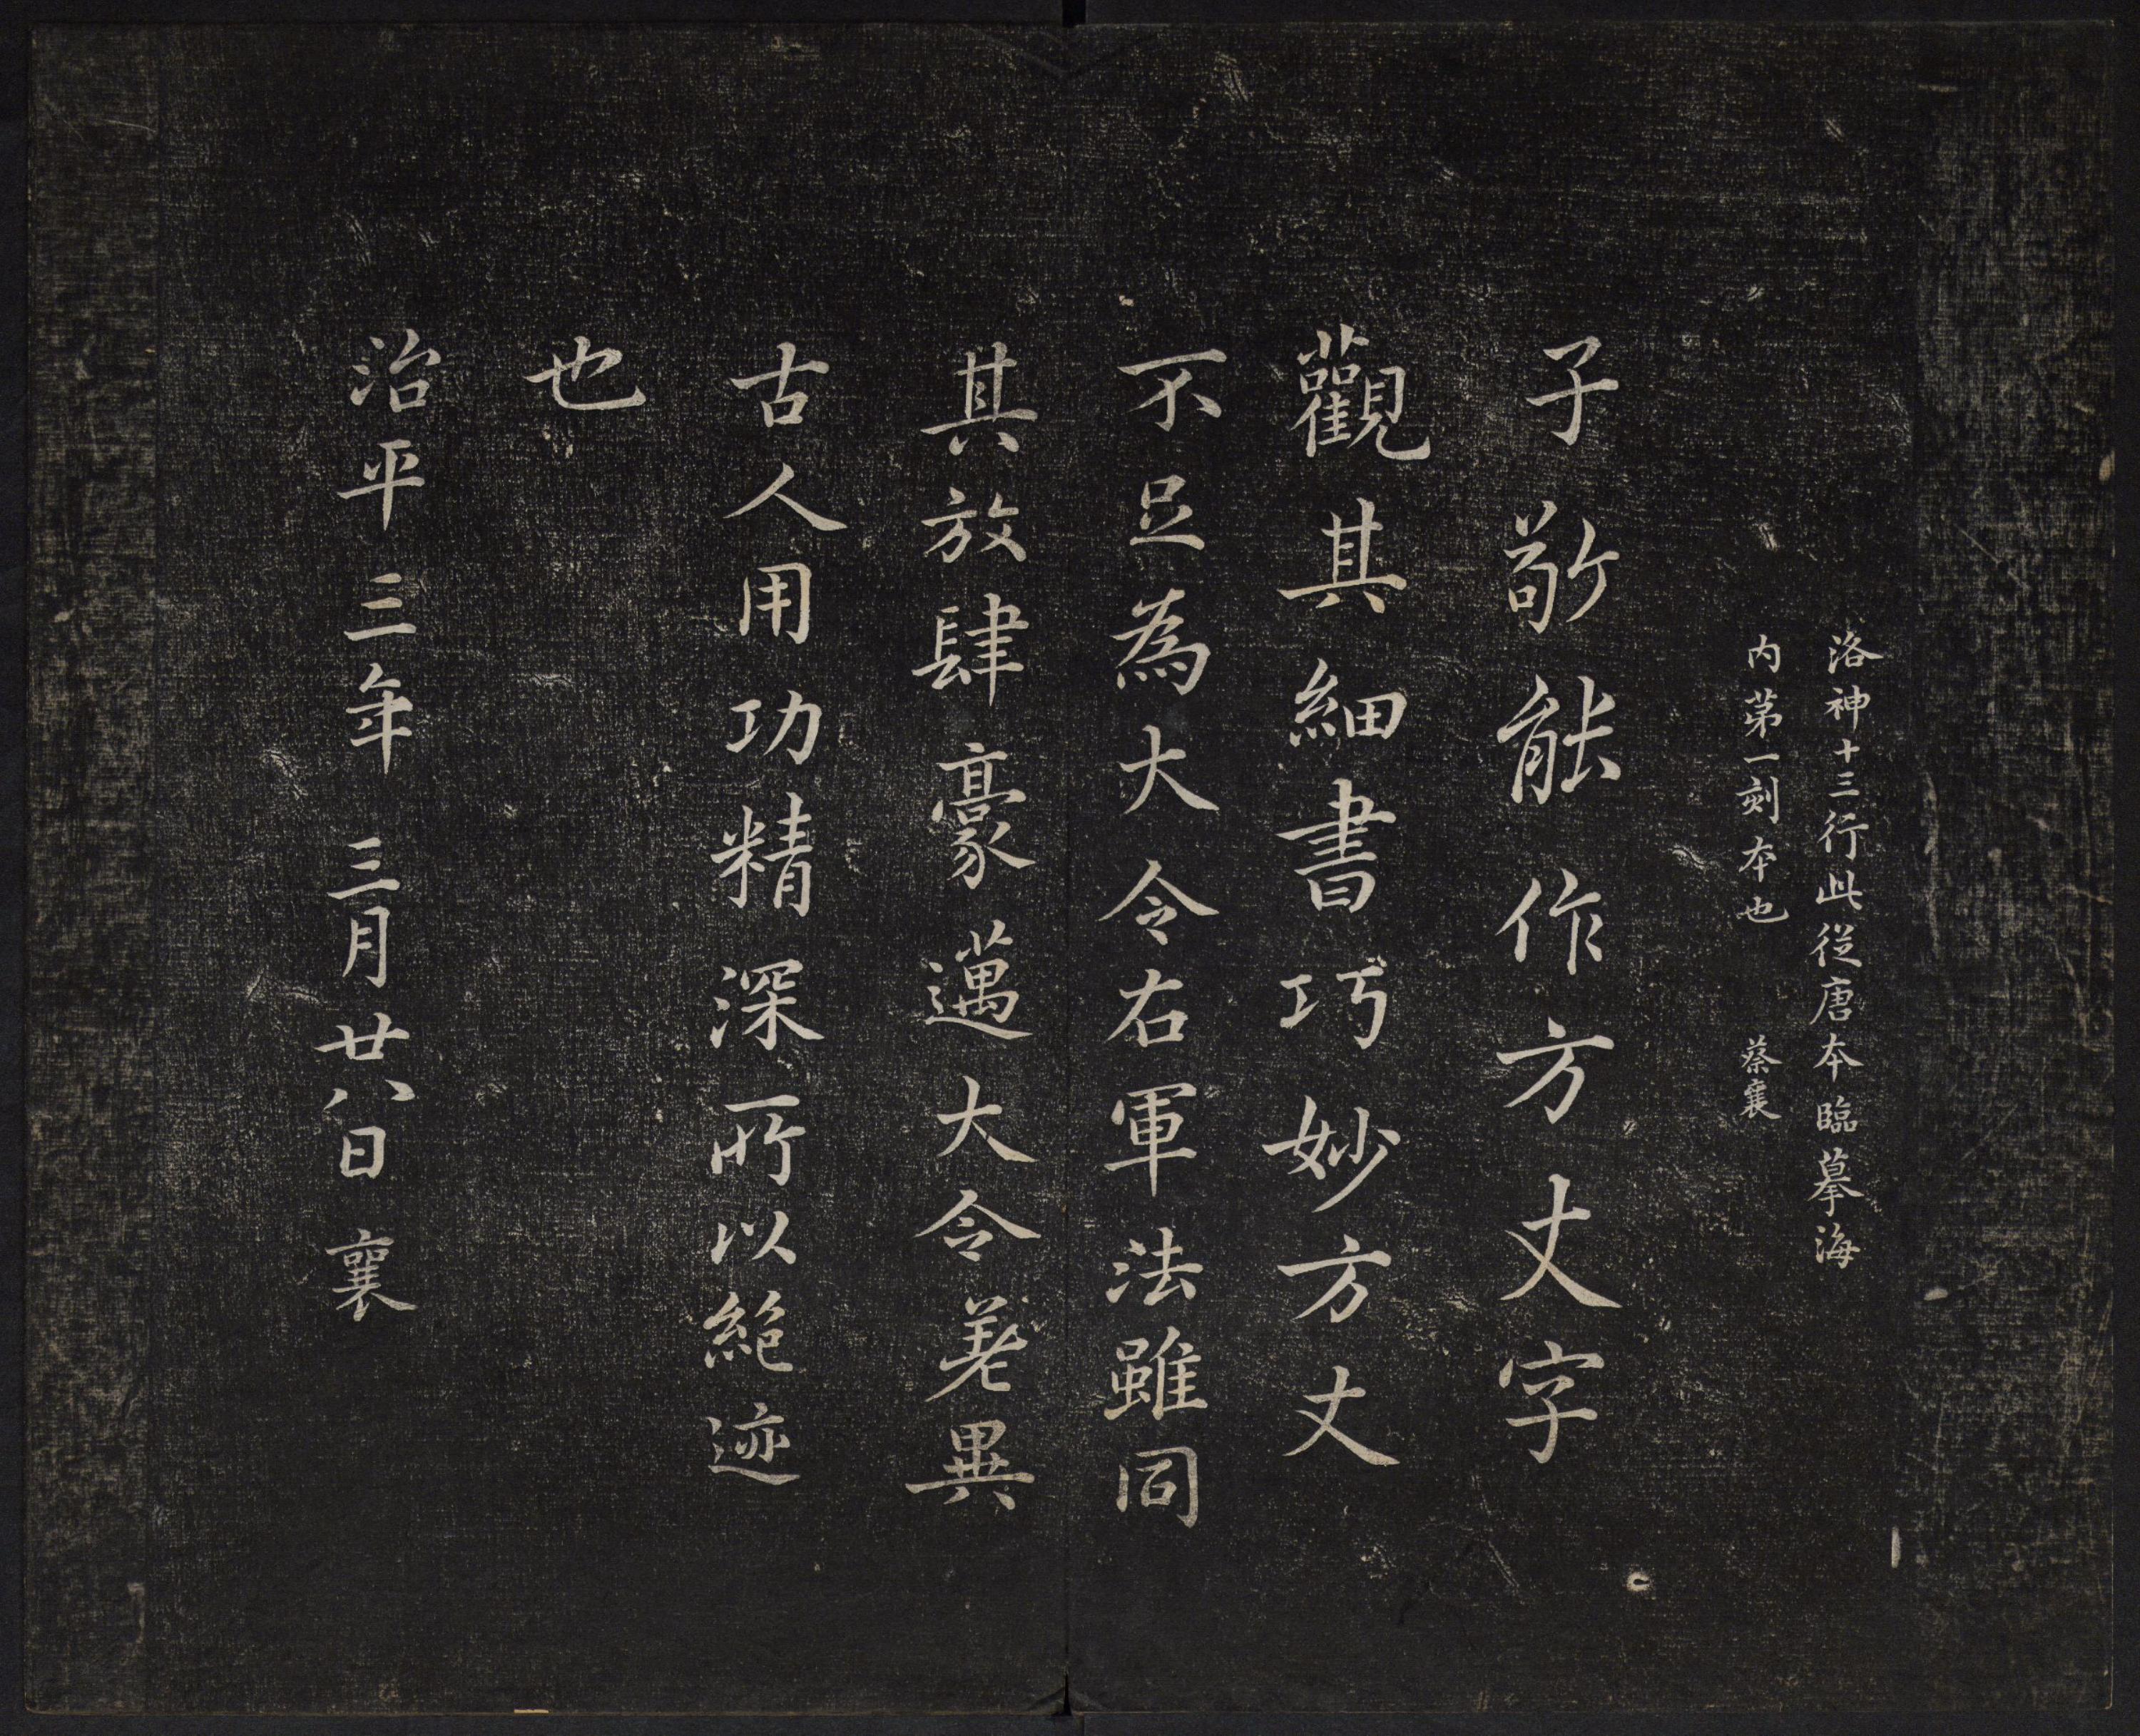 洛神十三行此從唐本臨摹海
内第一刻本也　蔡襄
子敬能作方丈字
觀其細書巧妙方丈
不足為大令右軍法雖同
其放肆豪邁大令差異
古人用功精深所以絶迹
也
治平三年三月廿八日襄